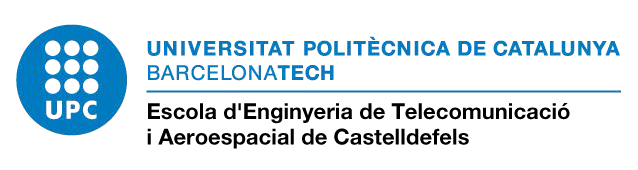 UPC
UNIVERSITAT POLITÈCNICA DE CATALUNYA
BARCELONATECH
Escola d'Enginyeria de Telecomunicació
i Aeroespacial de Castelldefels